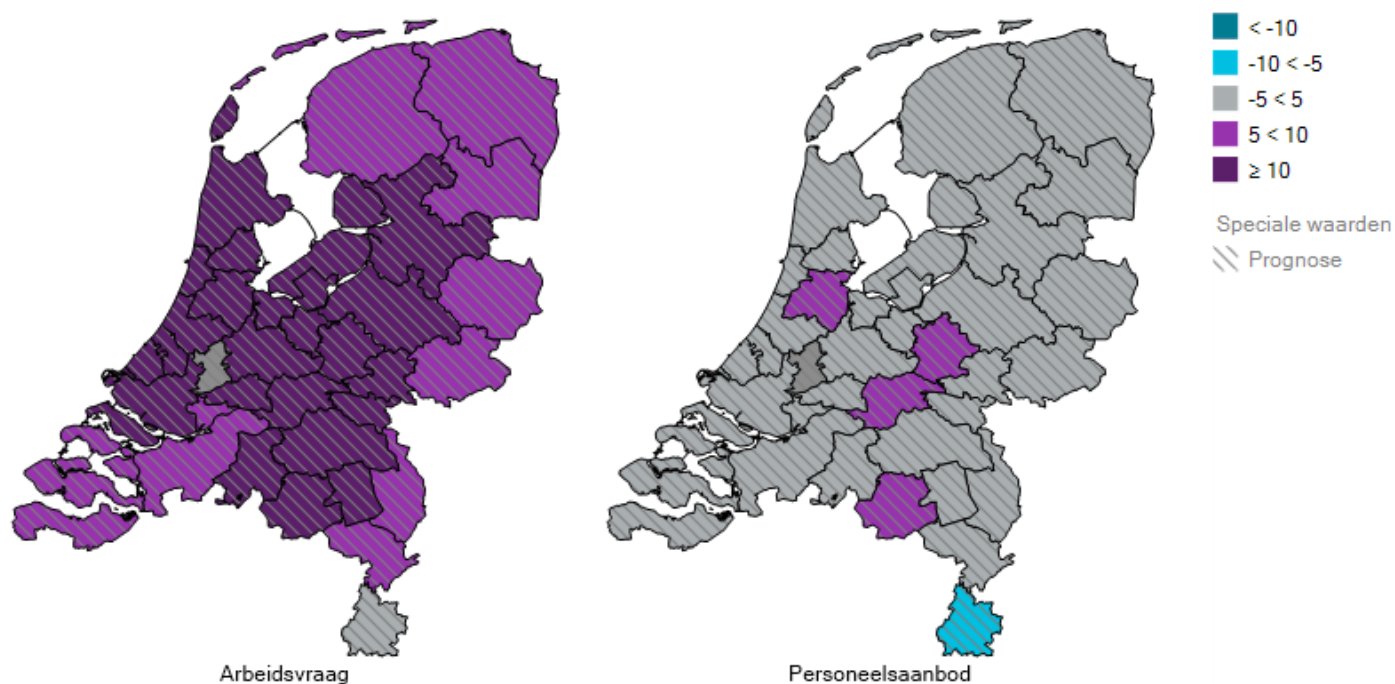 < -10
-10 < -5
-5 < 5
5 < 10
≥ 10
Speciale waarden
Prognose
Arbeidsvraag
Personeelsaanbod